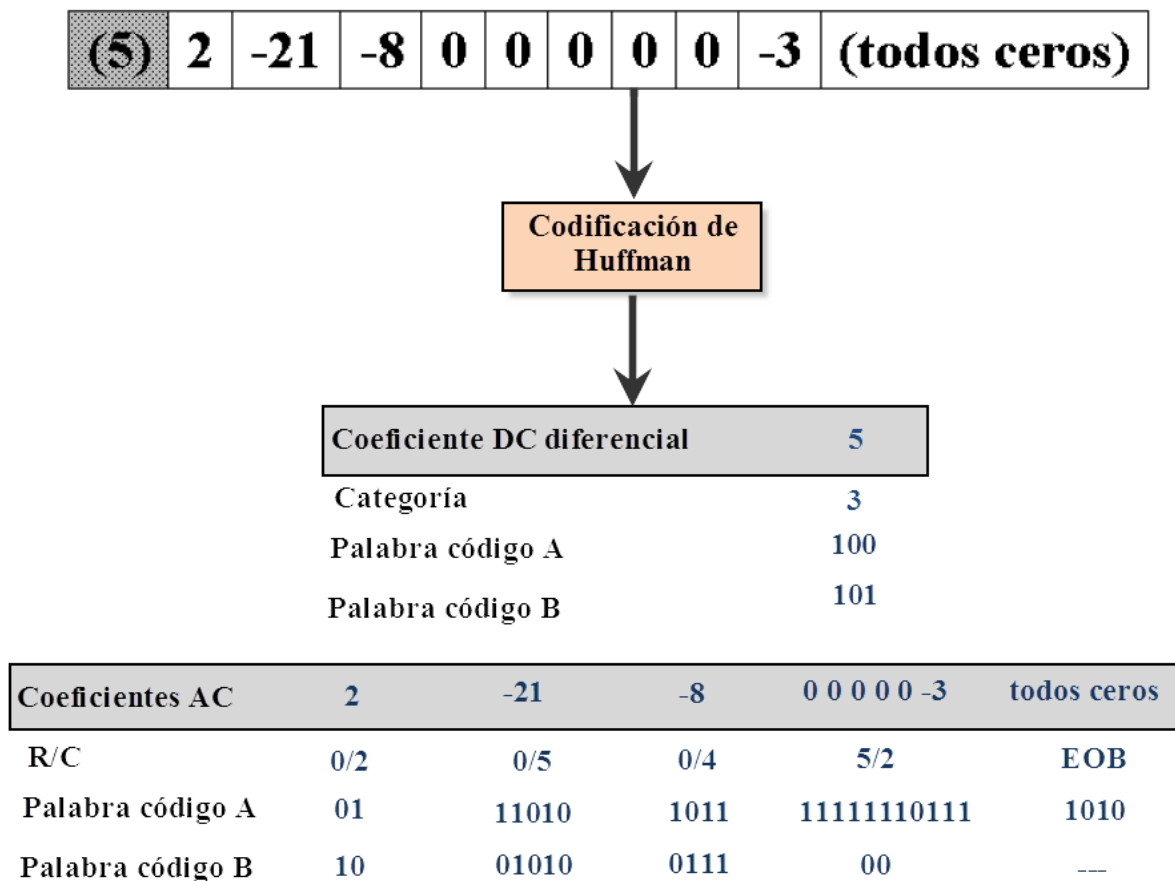 (5) 2 -21 -8 0 0 0 0 0 -3 (todos ceros)
Codificación de
Huffman
Coeficiente DC diferencial 5
Categoría 3
Palabra código A 100
Palabra código B 101
Coeficientes AC 2 -21 -8 0 0 0 0 0 -3 todos ceros
R/C 0/2 0/5 0/4 5/2 EOB
Palabra código A 01 11010 1011 11111110111 1010
Palabra código B 10 01010 0111 00 ---